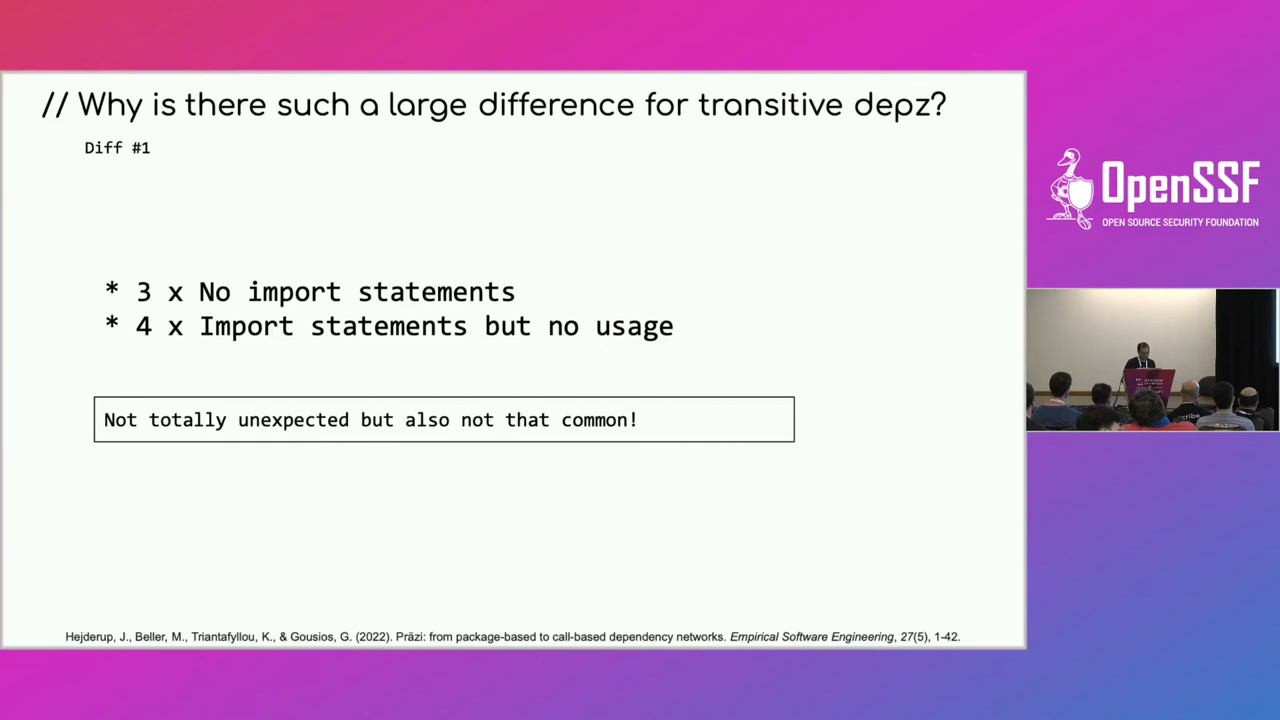 // Why is there such a large difference for transitive depz?
Diff #1
* 3 x No import statements
* 4 x Import statements but no usage
Not totally unexpected but also not that common!
Hejderup, J., Beller, M., Triantafyllou, K., & Gousios, G. (2022). Präzi: from package-based to call-based dependency networks. Empirical Software Engineering, 27(5), 1-42.
OpenSSF
OPEN SOURCE SECURITY FOUNDATION